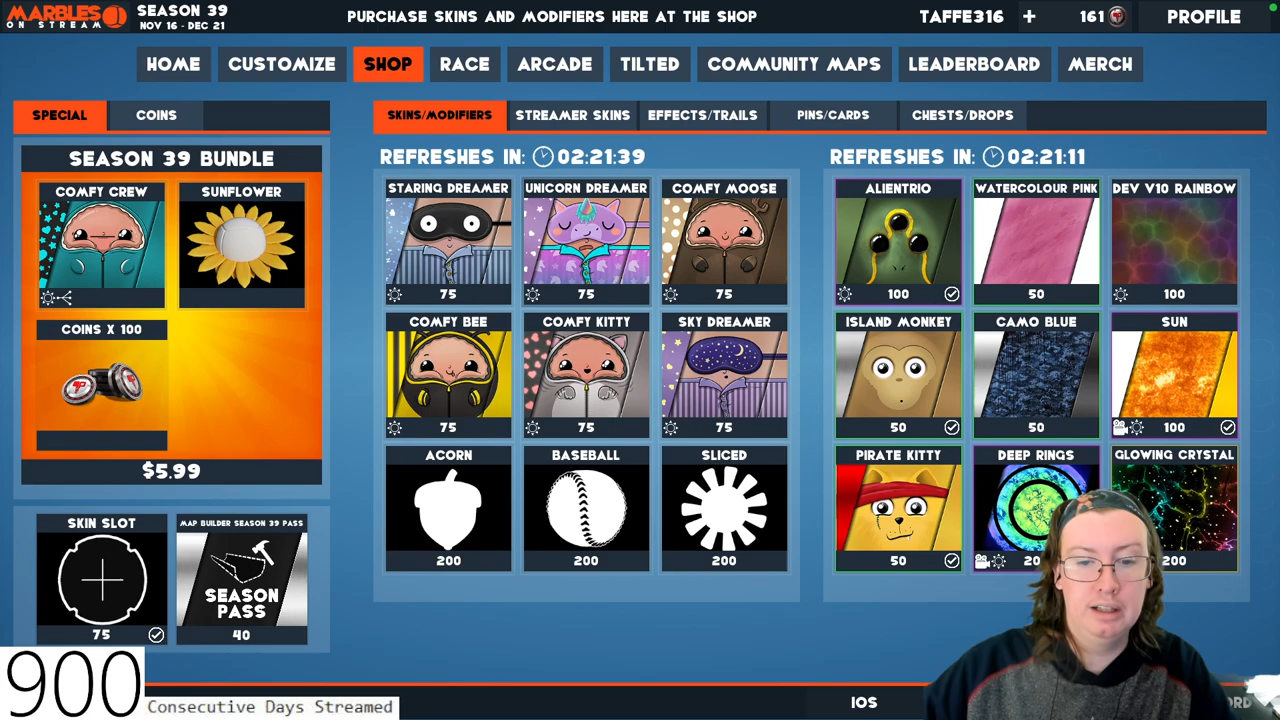 MARBLES
ON STREAM
SEASON 39
NOV 16 - DEC 21
PURCHASE SKINS AND MODIFIERS HERE AT THE SHOP
TAFFE316
+
161
PROFILE
HOME
CUSTOMIZE
SHOP
RACE
ARCADE
TILTED
COMMUNITY MAPS
LEADERBOARD
MERCH
SPECIAL
COINS
SEASON 39 BUNDLE
COMFY CREW
SUNFLOWER
COINS X 100
$5.99
SKIN SLOT
75
MAP BUILDER SEASON 39 PASS
SEASON
PASS
40
SKINS/MODIFIERS
STREAMER SKINS
EFFECTS/TRAILS
PINS/CARDS
CHESTS/DROPS
REFRESHES IN: 02:21:39
STARING DREAMER
75
UNICORN DREAMER
75
COMFY MOOSE
75
COMFY BEE
75
COMFY KITTY
75
SKY DREAMER
75
ACORN
200
BASEBALL
200
SLICED
200
REFRESHES IN: 02:21:11
ALIENTRIO
100
WATERCOLOUR PINK
50
DEV V10 RAINBOW
100
ISLAND MONKEY
50
CAMO BLUE
50
SUN
100
PIRATE KITTY
50
DEEP RINGS
GLOWING CRYSTAL
200
900
Consecutive Days Streamed
IOS